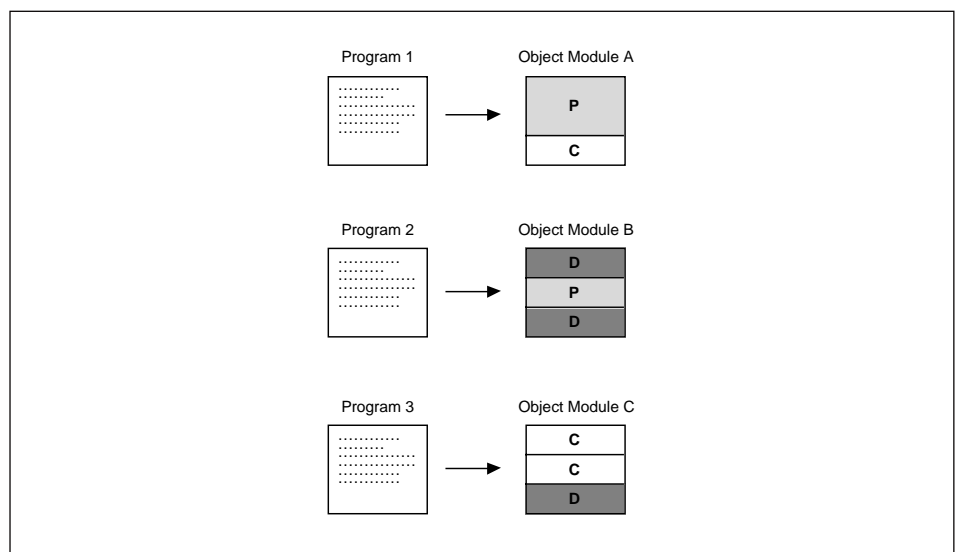 Program 1
Object Module A
P
C
Program 2
Object Module B
D
P
D
Program 3
Object Module C
C
C
D